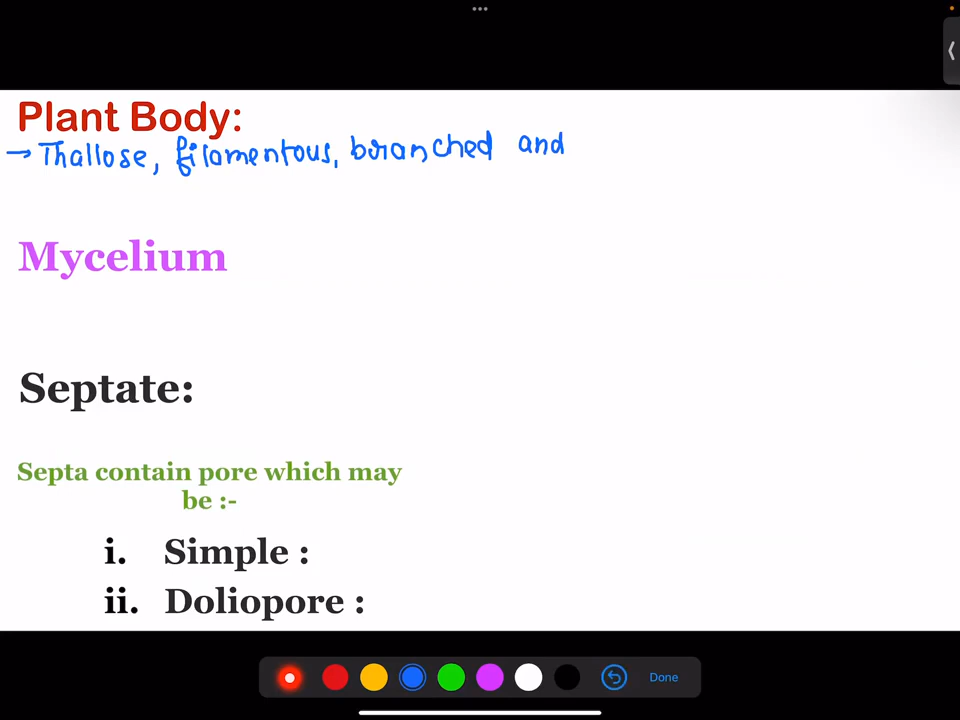 Plant Body:
→ Thallose, filamentous, branched and
Mycelium
Septate:
Septa contain pore which may
be :-
i. Simple :
ii. Doliopore :
Done